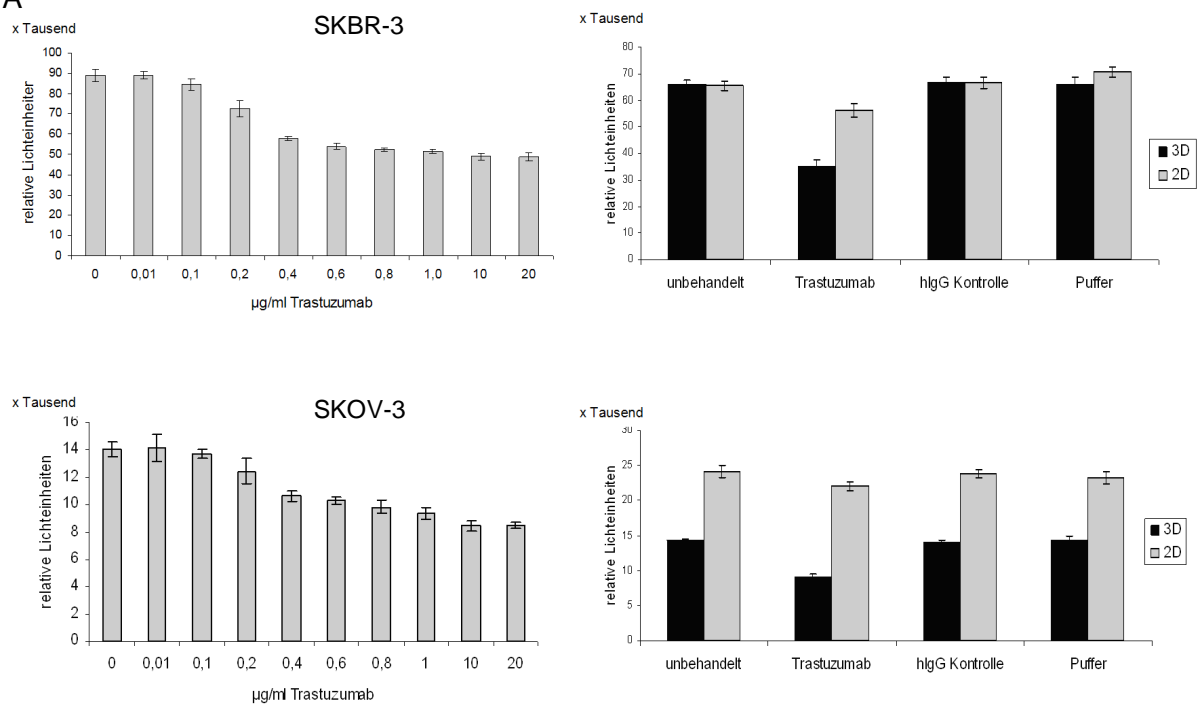 A
x Tausend
SKBR-3
relative Lichteinheiter
100
90
80
70
60
50
40
30
20
10
0
0 0,01 0,1 0,2 0,4 0,6 0,8 1,0 10 20
µg/ml Trastuzumab
x Tausend
relative Lichteinheiten
80
70
60
50
40
30
20
10
0
unbehandelt Trastuzumab hIgG Kontrolle Puffer
3D
2D
x Tausend
SKOV-3
relative Lichteinheiten
16
14
12
10
8
6
4
2
0
0 0,01 0,1 0,2 0,4 0,6 0,8 1 10 20
µg/ml Trastuzumab
x Tausend
relative Lichteinheiten
30
25
20
15
10
5
0
unbehandelt Trastuzumab hIgG Kontrolle Puffer
3D
2D